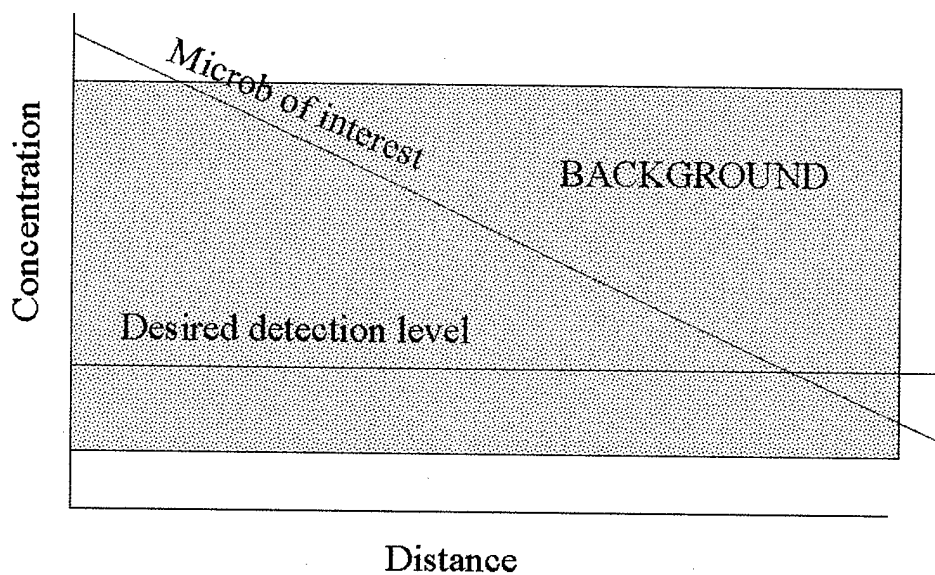 Microb of interest
BACKGROUND
Concentration
Desired detection level
Distance